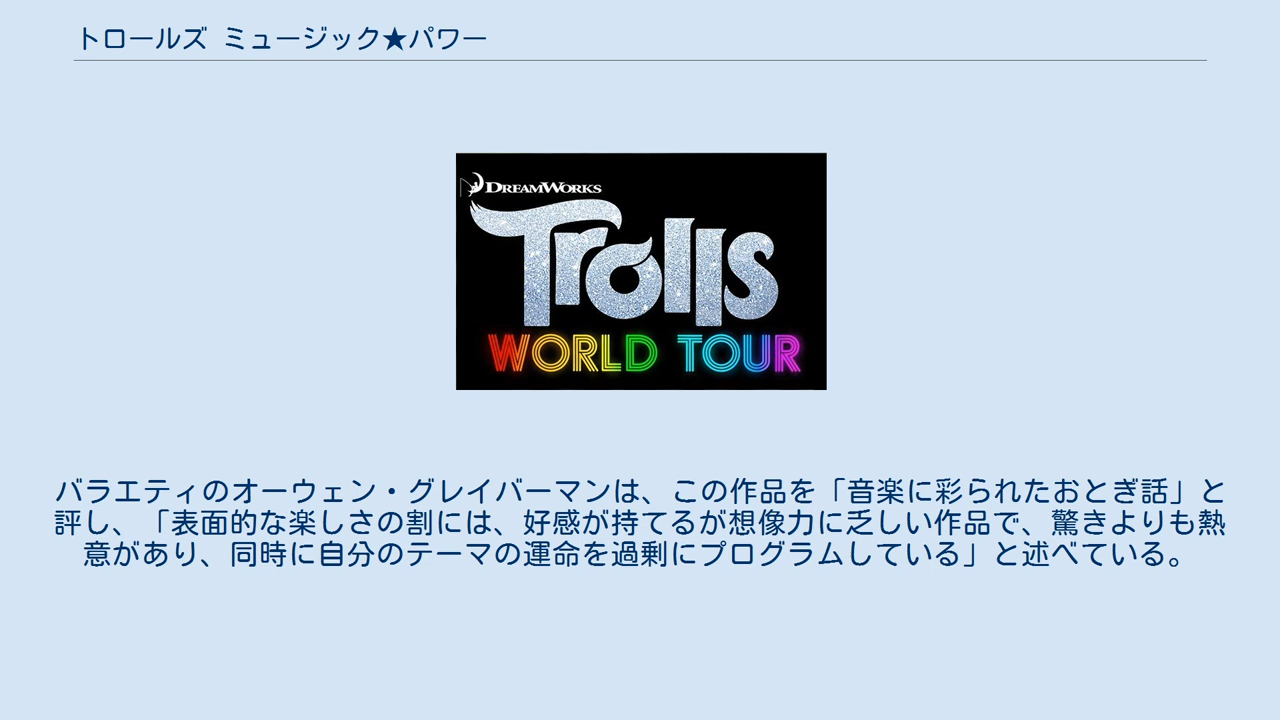 トロールズ ミュージック★パワー
DREAMWORKS
Trolls
WORLD TOUR
バラエティのオーウェン・グレイバーマンは、この作品を「音楽に彩られたおとぎ話」と
評し、「表面的な楽しさの割には、好感が持てるが想像力に乏しい作品で、驚きよりも熱
意があり、同時に自分のテーマの運命を過剰にプログラムしている」と述べている。